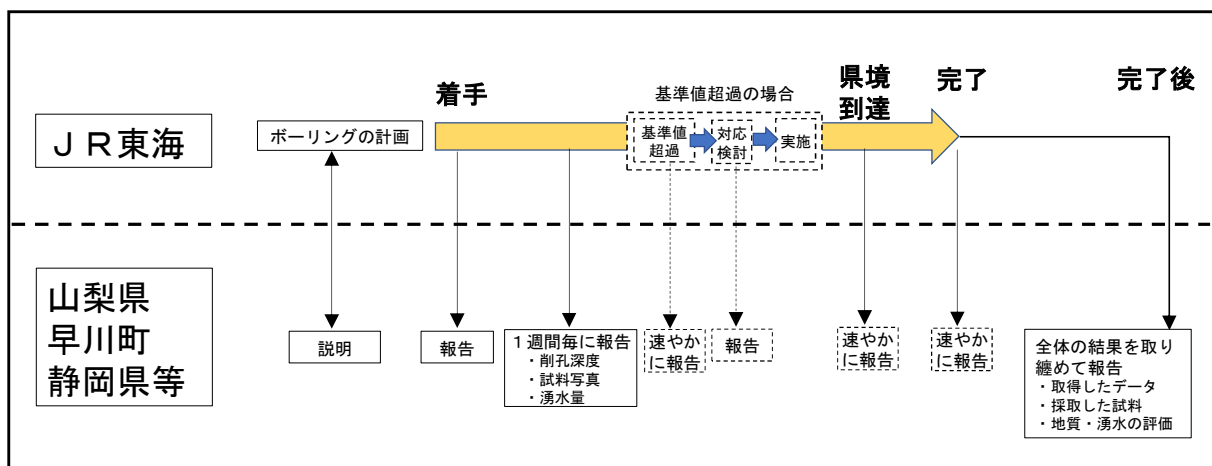 ＪＲ東海
ボーリングの計画
着手
基準値超過の場合
基準値
超過
対応
検討
実施
県境
到達
完了
完了後
山梨県
早川町
静岡県等
説明
報告
１週間毎に報告
・削孔深度
・試料写真
・湧水量
速やか
に報告
報告
速やか
に報告
速やか
に報告
全体の結果を取り
纏めて報告
・取得したデータ
・採取した試料
・地質・湧水の評価